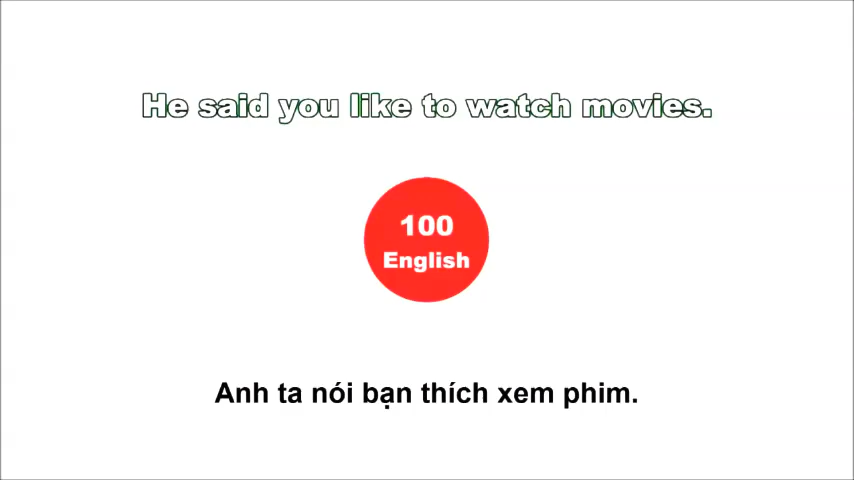 He said you like to watch movies.
100
English
Anh ta nói bạn thích xem phim.